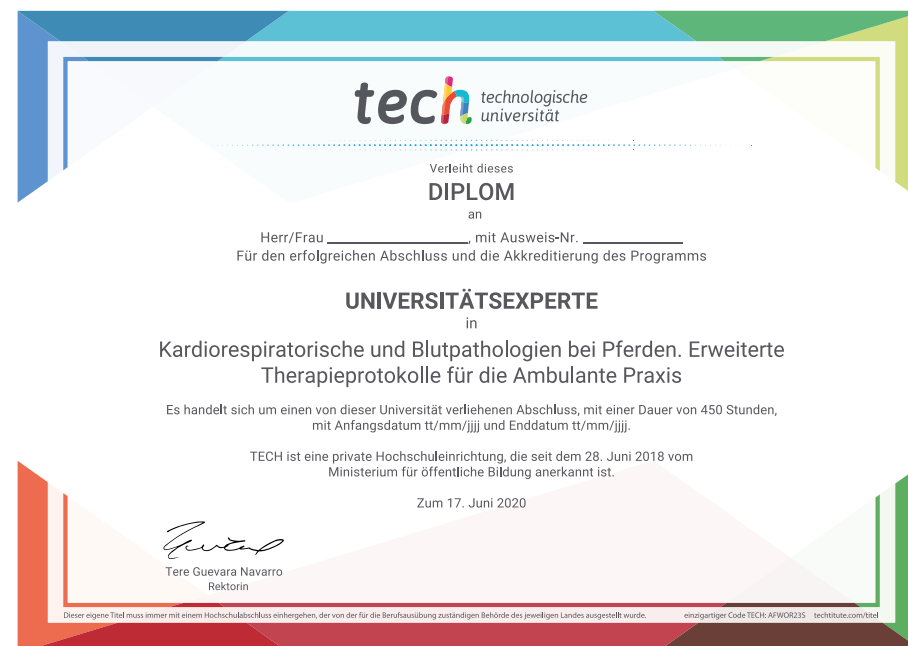 tech technologische
universität
Verleiht dieses
DIPLOM
an
Herr/Frau ____________________, mit Ausweis-Nr. ______________
Für den erfolgreichen Abschluss und die Akkreditierung des Programms
UNIVERSITÄTSEXPERTE
in
Kardiorespiratorische und Blutpathologien bei Pferden. Erweiterte
Therapieprotokolle für die Ambulante Praxis
Es handelt sich um einen von dieser Universität verliehenen Abschluss, mit einer Dauer von 450 Stunden,
mit Anfangsdatum tt/mm/jjjj und Enddatum tt/mm/jjjj.
TECH ist eine private Hochschuleinrichtung, die seit dem 28. Juni 2018 vom
Ministerium für öffentliche Bildung anerkannt ist.
Zum 17. Juni 2020
Tere Guevara Navarro
Rektorin
Dieser eigene Titel muss immer mit einem Hochschulabschluss einhergehen, der von der für die Berufsausübung zuständigen Behörde des jeweiligen Landes ausgestellt wurde. einzigartiger Code TECH: AFWOR23S techtitute.com/titel